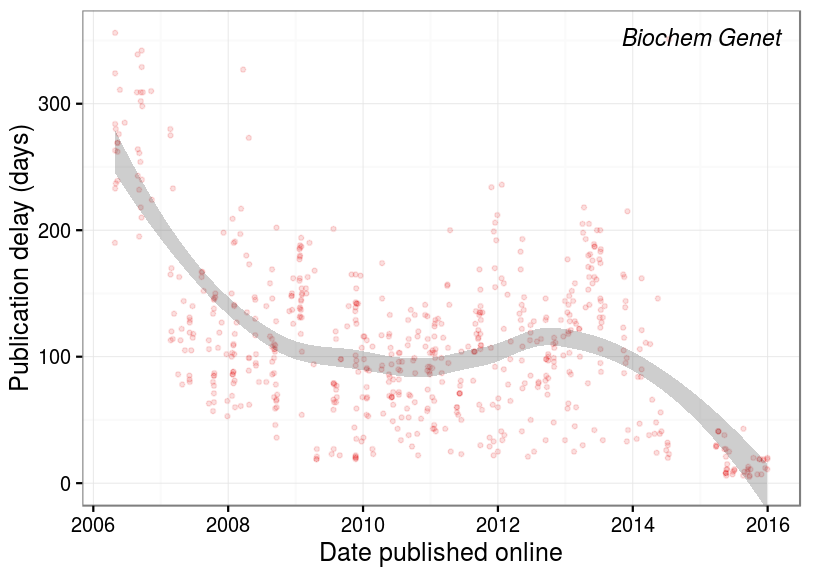 Biochem Genet
Publication delay (days)
300
200
100
0
2006 2008 2010 2012 2014 2016
Date published online